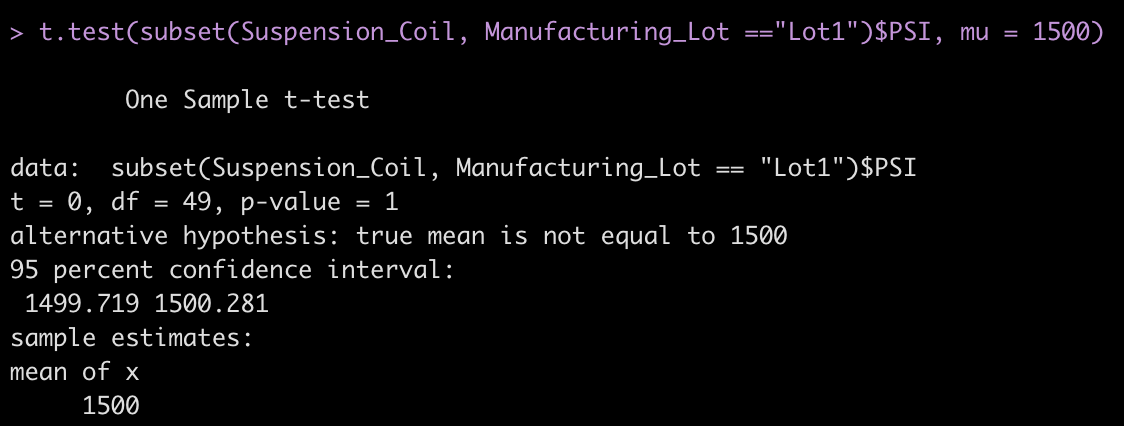 > t.test(subset(Suspension_Coil, Manufacturing_Lot =="Lot1")$PSI, mu = 1500)
One Sample t-test
data:  subset(Suspension_Coil, Manufacturing_Lot == "Lot1")$PSI
t = 0, df = 49, p-value = 1
alternative hypothesis: true mean is not equal to 1500
95 percent confidence interval:
1499.719 1500.281
sample estimates:
mean of x
1500